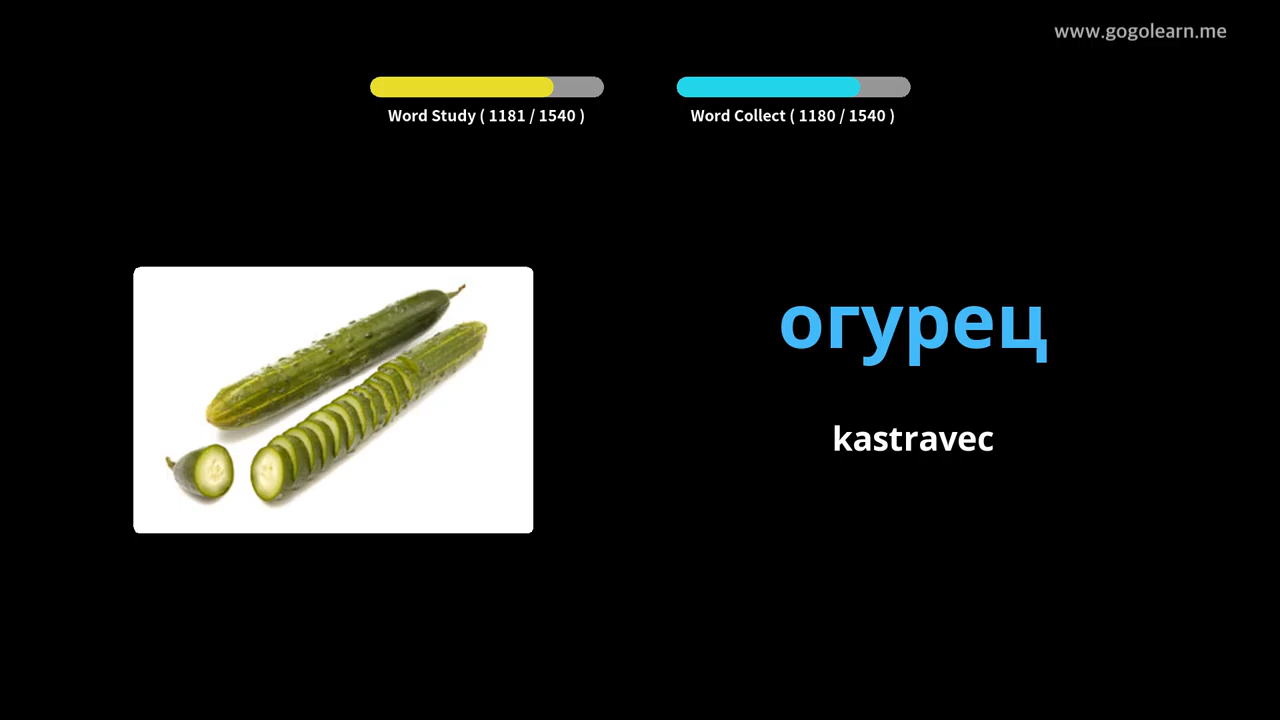 www.gogolearn.me
Word Study ( 1181 / 1540 )
Word Collect ( 1180 / 1540 )
огурец
kastravec